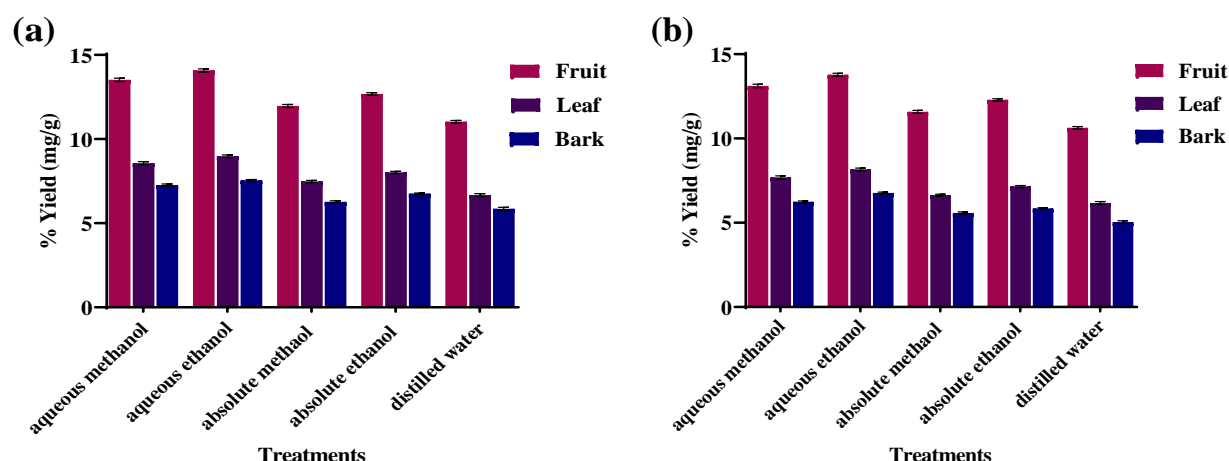 (a)
% Yield (mg/g)
15
10
5
0
Fruit
Leaf
Bark
aqueous methanol
aqueous ethanol
absolute methaol
absolute ethanol
distilled water
Treatments
(b)
% Yield (mg/g)
15
10
5
0
Fruit
Leaf
Bark
aqueous methanol
aqueous ethanol
absolute methaol
absolute ethanol
distilled water
Treatments